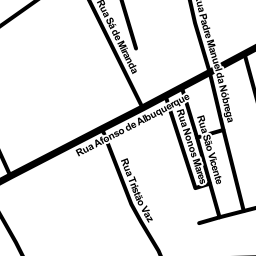 Rua Sá de Miranda
Rua Padre Manuel da Nóbrega
Rua Afonso de Albuquerque
Rua Nonos Mares
Rua São Vicente
Rua Tristão Vaz